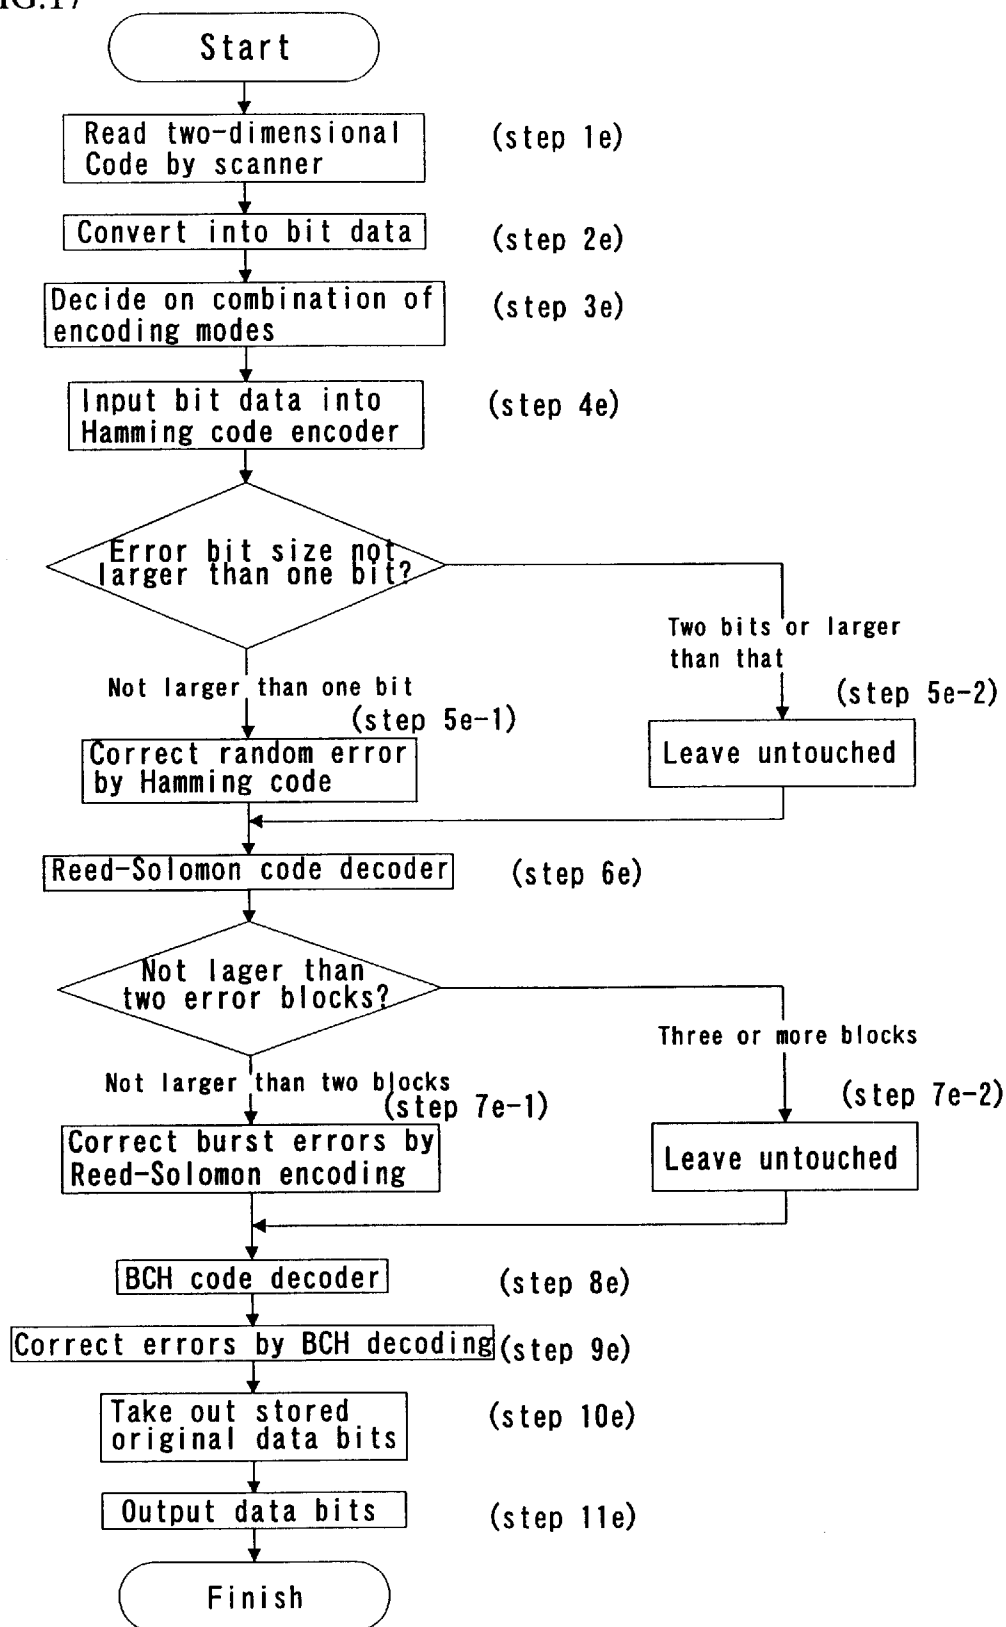 IG.17
Start
Read two-dimensional
Code by scanner
(step 1e)
Convert into bit data
(step 2e)
Decide on combination of
encoding modes
(step 3e)
Input bit data into
Hamming code encoder
(step 4e)
Error bit size not
larger than one bit?
Two bits or larger
than that
Not larger than one bit
(step 5e-1)
(step 5e-2)
Correct random error
by Hamming code
Leave untouched
Reed-Solomon code decoder
(step 6e)
Not lager than
two error blocks?
Three or more blocks
Not larger than two blocks
(step 7e-1)
(step 7e-2)
Correct burst errors by
Reed-Solomon encoding
Leave untouched
BCH code decoder
(step 8e)
Correct errors by BCH decoding
(step 9e)
Take out stored
original data bits
(step 10e)
Output data bits
(step 11e)
Finish